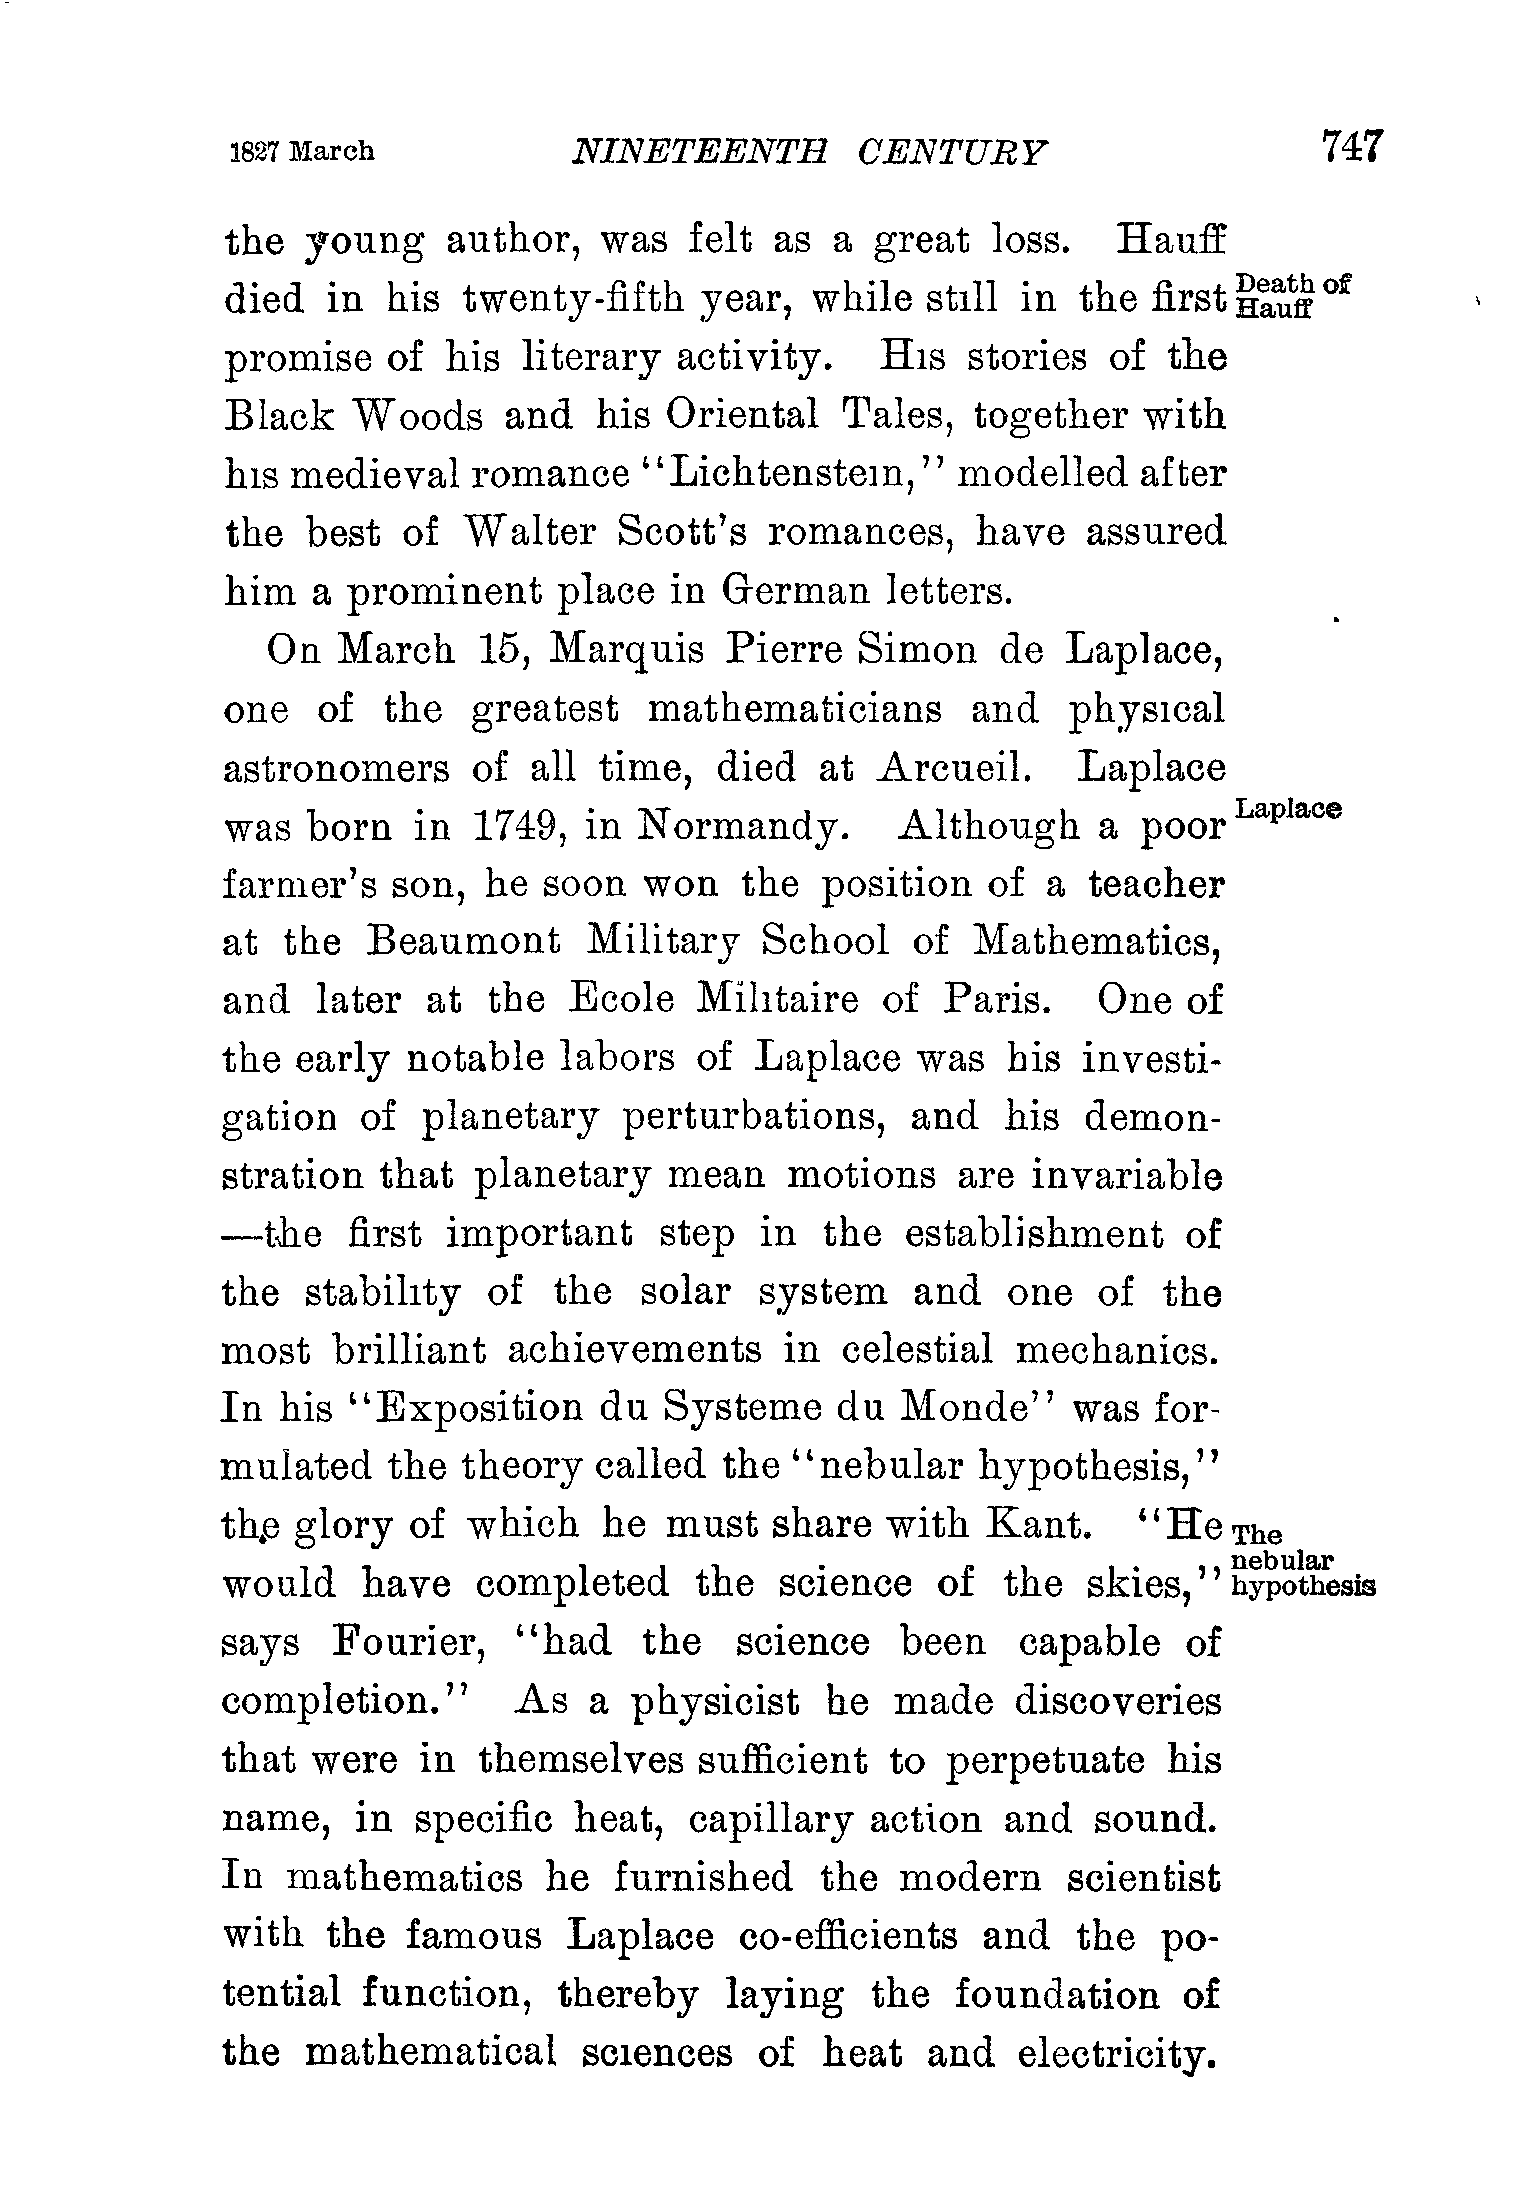 1827 March NINETEENTH CENTURY 747
the young author, was felt as a great loss. Hauff
died in his twenty-fifth year, while still in the first
Death of
Hauff
promise of his literary activity. His stories of the
Black Woods and his Oriental Tales, together with
his medieval romance "Lichtenstein," modelled after
the best of Walter Scott's romances, have assured
him a prominent place in German letters.
On March 15, Marquis Pierre Simon de Laplace,
one of the greatest mathematicians and physical
astronomers of all time, died at Arcueil. Laplace
was born in 1749, in Normandy. Although a poor
Laplace
farmer's son, he soon won the position of a teacher
at the Beaumont Military School of Mathematics,
and later at the Ecole Militaire of Paris. One of
the early notable labors of Laplace was his investi-
gation of planetary perturbations, and his demon-
stration that planetary mean motions are invariable
—the first important step in the establishment of
the stability of the solar system and one of the
most brilliant achievements in celestial mechanics.
In his "Exposition du Systeme du Monde" was for-
mulated the theory called the "nebular hypothesis,"
the glory of which he must share with Kant. "He
would have completed the science of the skies,"
The
nebular
hypothesis
says Fourier, "had the science been capable of
completion." As a physicist he made discoveries
that were in themselves sufficient to perpetuate his
name, in specific heat, capillary action and sound.
In mathematics he furnished the modern scientist
with the famous Laplace co-efficients and the po-
tential function, thereby laying the foundation of
the mathematical sciences of heat and electricity.